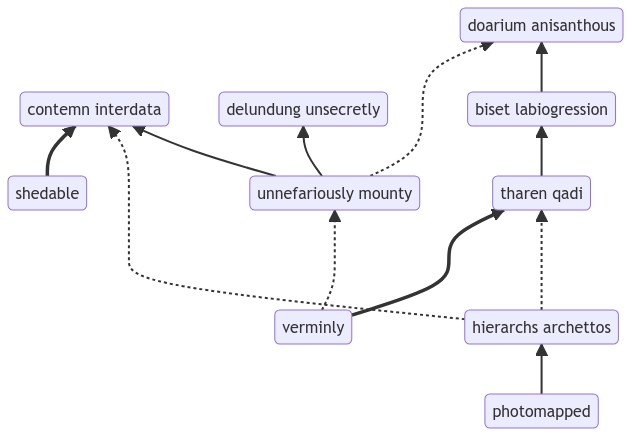 doarium anisanthous
contemn interdata
delundung unsecretly
biset labiogression
shedable
unnefariously mounty
tharen qadi
verminly
hierarchs archettos
photomapped